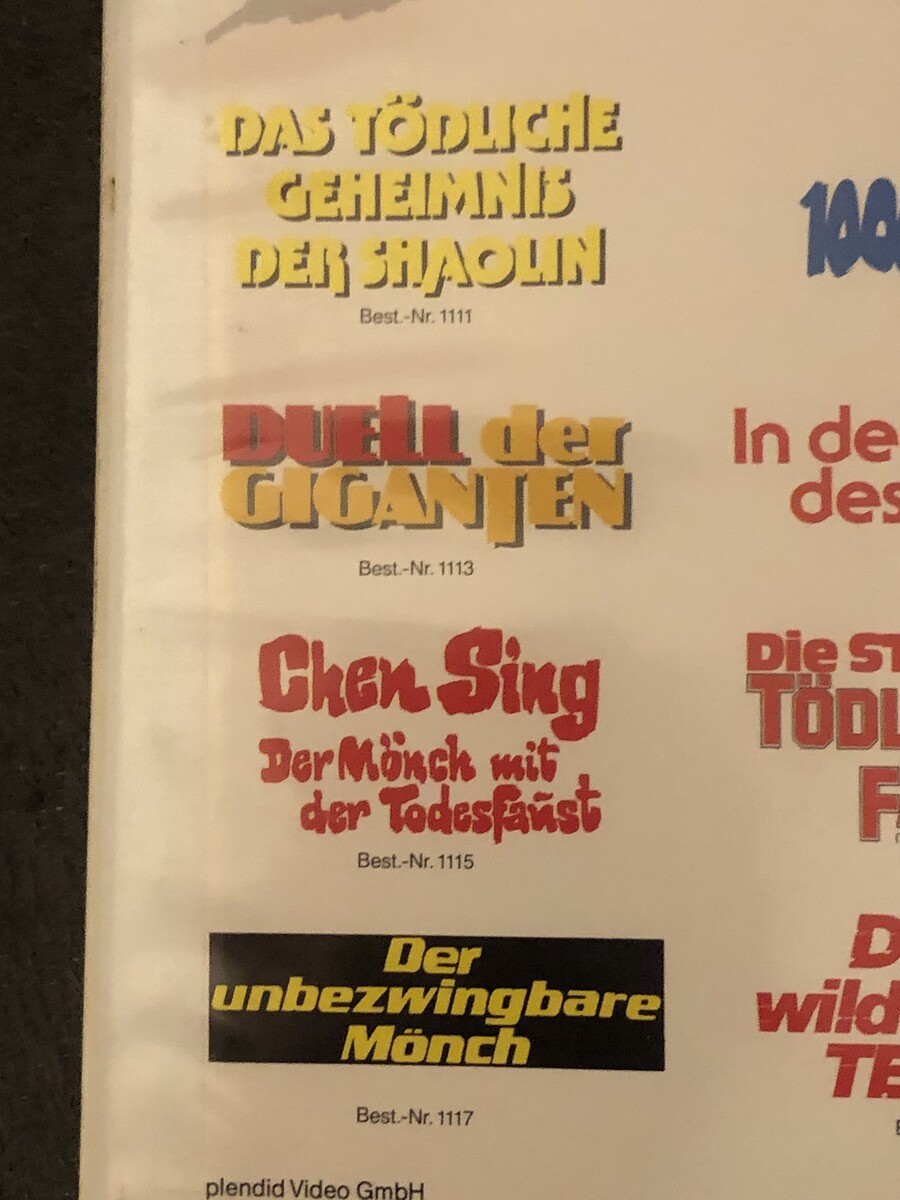 DAS TÖDLICHE
GEHEIMNIS
DER SHAOLIN
Best.-Nr. 1111
DUELL der
GIGANTEN
Best.-Nr. 1113
Chen Sing
Der Mönch mit
der Todesfaust
Best.-Nr. 1115
Der
unbezwingbare
Mönch
Best.-Nr. 1117
plendid Video GmbH
100
In de
des
Die ST
TÖDL
F
D
wild
TE